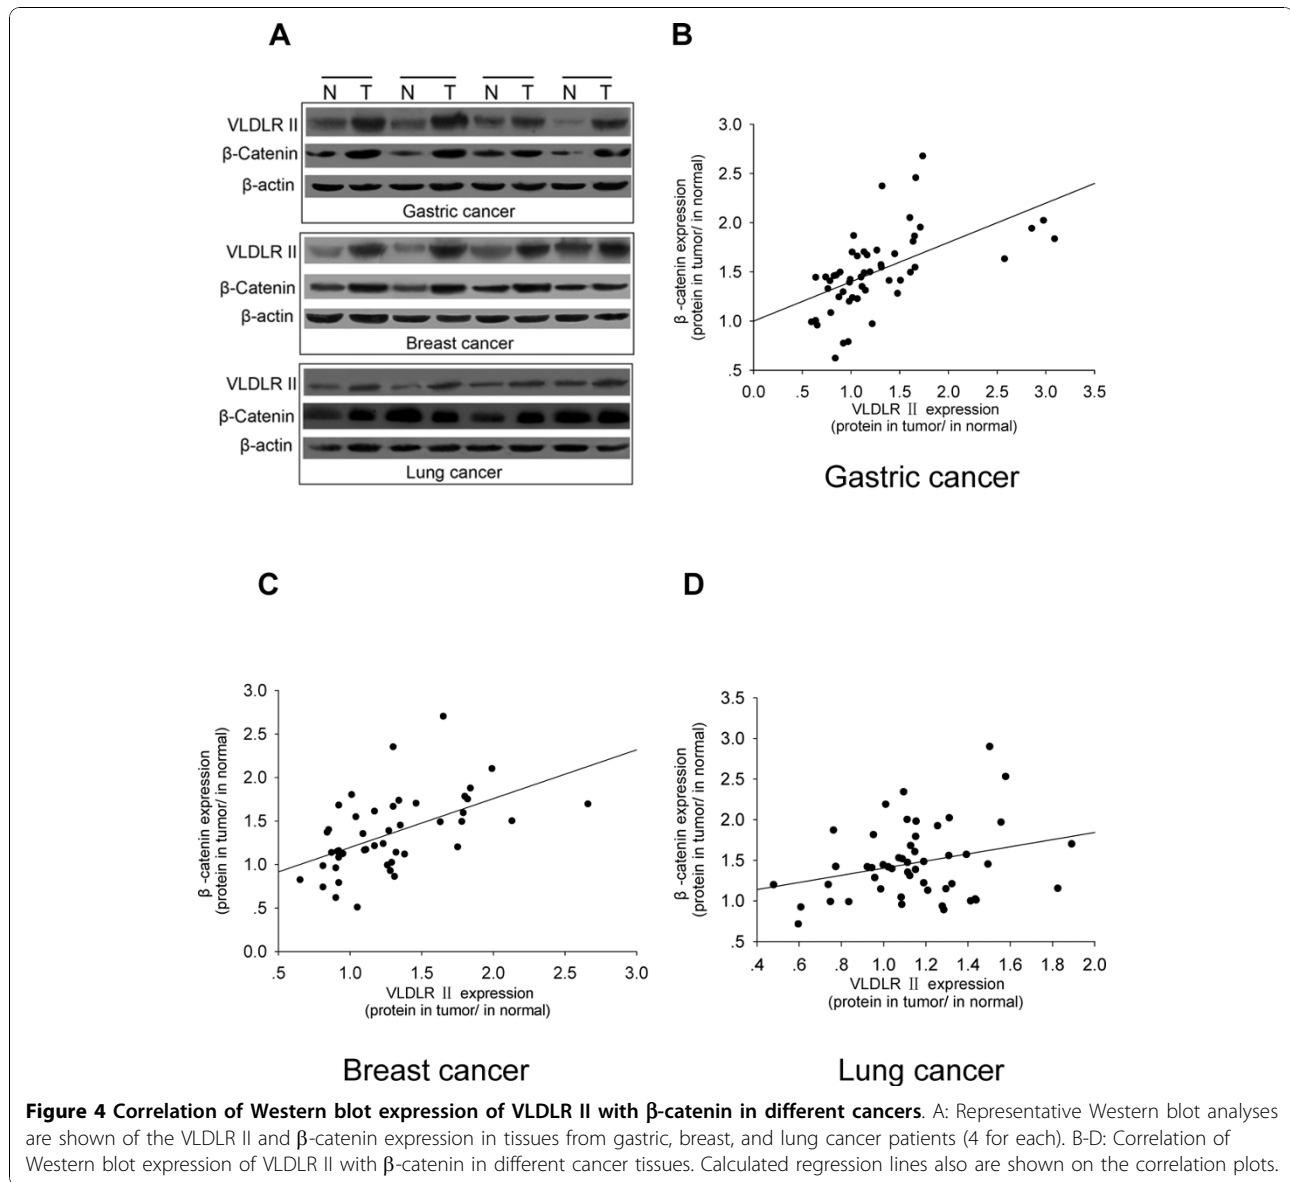 A
N T N T N T N T
VLDLR II
β-Catenin
β-actin
Gastric cancer
VLDLR II
β-Catenin
β-actin
Breast cancer
VLDLR II
β-Catenin
β-actin
Lung cancer
B
β -catenin expression
(protein in tumor/ in normal)
3.0
2.5
2.0
1.5
1.0
.5
0.0 .5 1.0 1.5 2.0 2.5 3.0 3.5
VLDLR II expression
(protein in tumor/ in normal)
Gastric cancer
C
β -catenin expression
(protein in tumor/ in normal)
3.0
2.5
2.0
1.5
1.0
.5
0.0
.5 1.0 1.5 2.0 2.5 3.0
VLDLR II expression
(protein in tumor/ in normal)
Breast cancer
D
β -catenin expression
(protein in tumor/ in normal)
3.5
3.0
2.5
2.0
1.5
1.0
.5
.4 .6 .8 1.0 1.2 1.4 1.6 1.8 2.0
VLDLR II expression
(protein in tumor/ in normal)
Lung cancer
Figure 4 Correlation of Western blot expression of VLDLR II with β-catenin in different cancers. A: Representative Western blot analyses
are shown of the VLDLR II and β-catenin expression in tissues from gastric, breast, and lung cancer patients (4 for each). B-D: Correlation of
Western blot expression of VLDLR II with β-catenin in different cancer tissues. Calculated regression lines also are shown on the correlation plots.